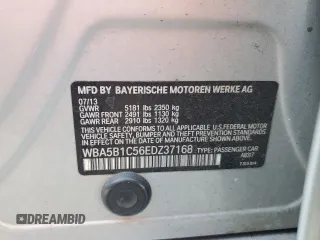 MFD BY BAYERISCHE MOTOREN WERKE AG
07/13
GVWR 5181 lbs 2350 kg
GAWR FRONT 2491 lbs 1130 kg
GAWR REAR 2910 lbs 1320 kg
THIS VEHICLE CONFORMS TO ALL APPLICABLE U.S.FEDERAL MOTOR
VEHICLE SAFETY, BUMPER AND THEFT PREVENTION STANDARDS
IN EFFECT ON THE DATE OF MANUFACTURE SHOWN ABOVE.
WBA5B1C56EDZ37168 TYPE: PASSENGER CAR
DREAMBID.COM